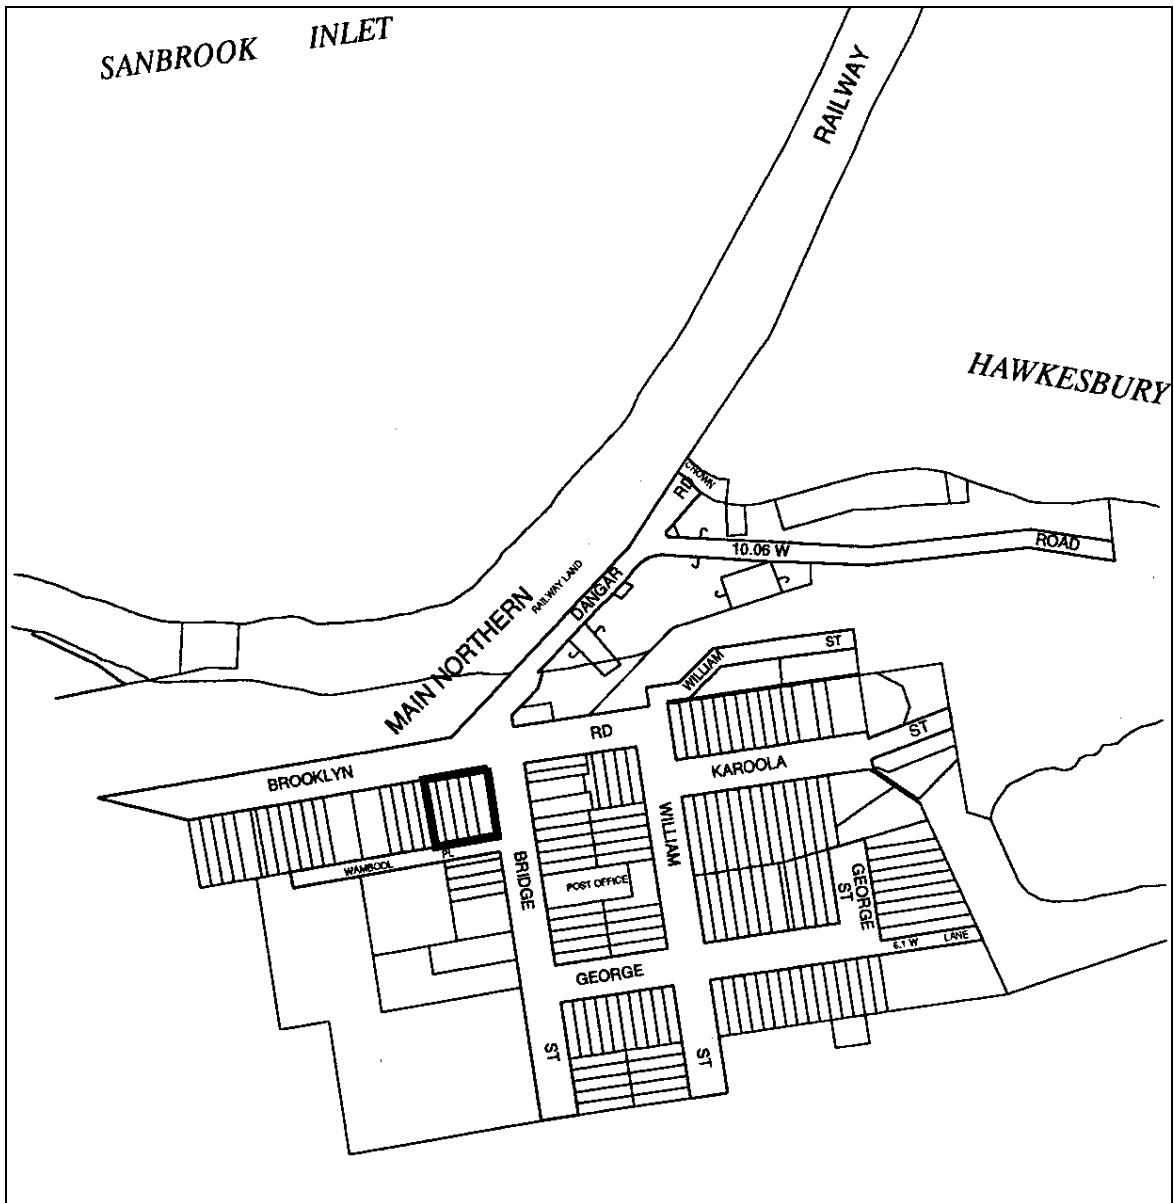 SANBROOK INLET
RAILWAY
HAWKESBURY
CROWN
RD
10.06 W
ROAD
RAILWAY LAND
DANGAR
MAIN NORTHERN
ST
WILLIAM
RD
ST
KAROOLA
BROOKLYN
WILLIAM
BRIDGE
PL
WAMBOOL
POST OFFICE
GEORGE
ST
6.1 W LANE
GEORGE
ST
ST